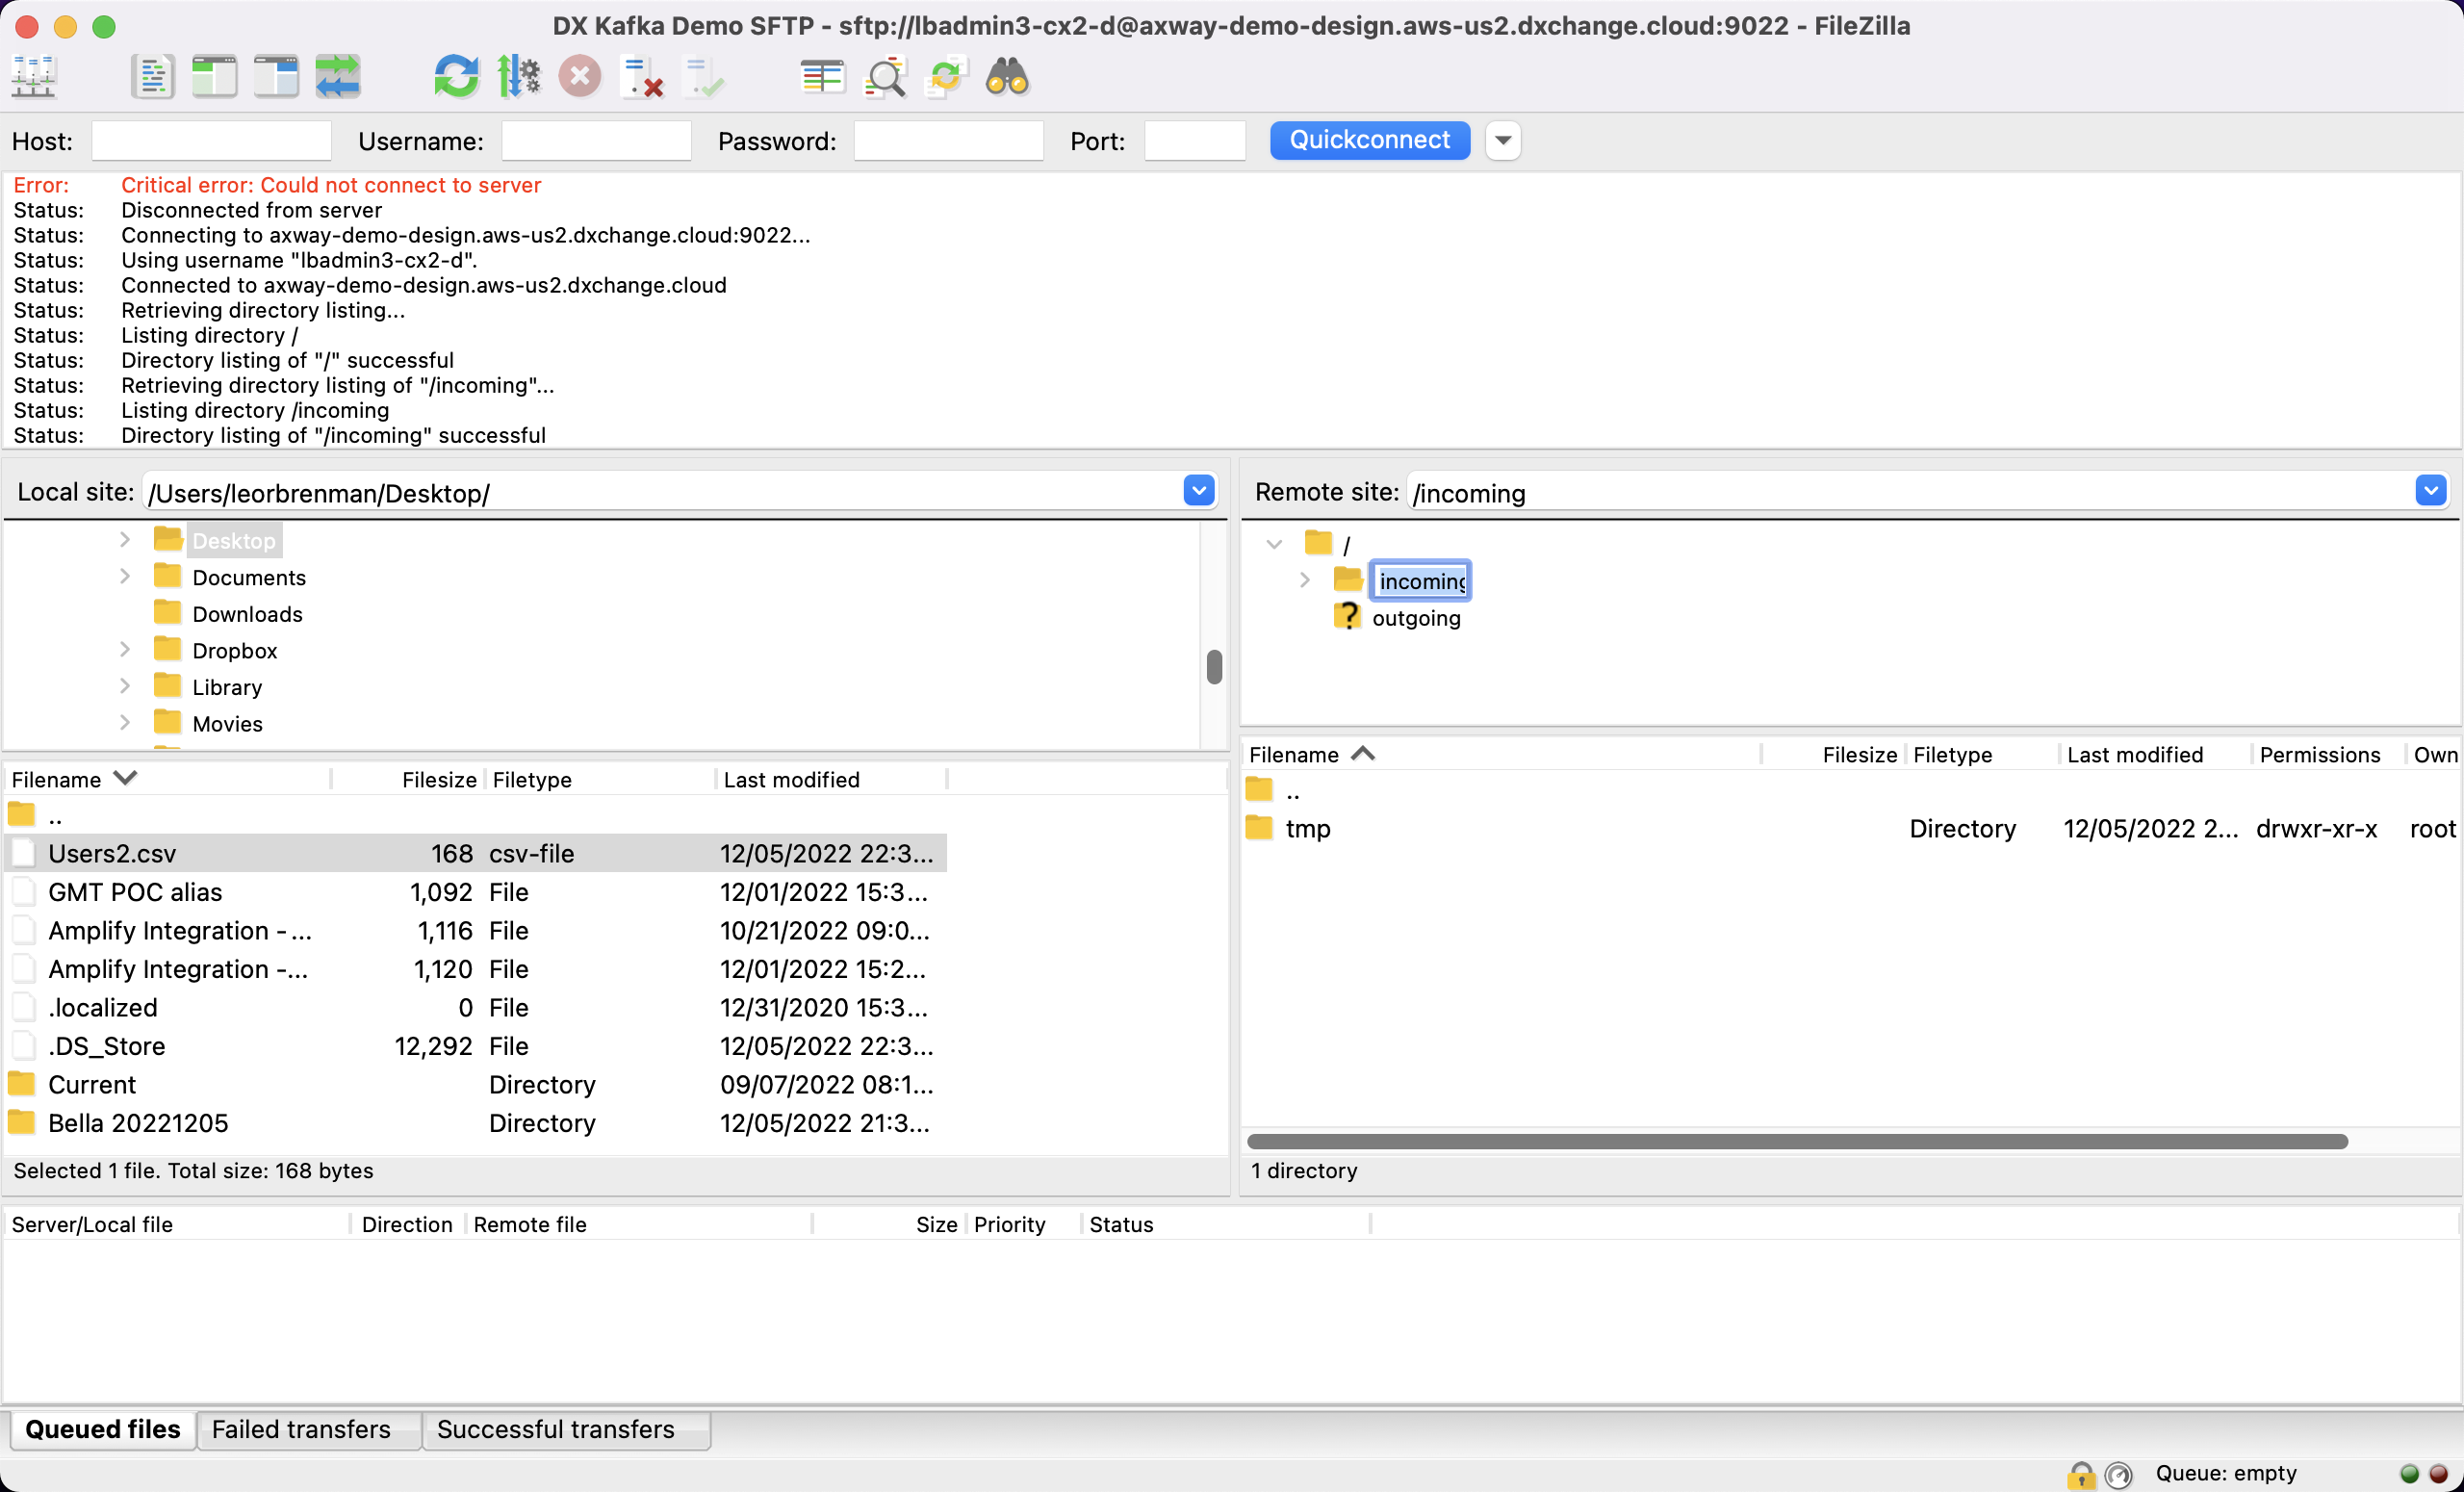 DX Kafka Demo SFTP - sftp://lbadmin3-cx2-d@axway-demo-design.aws-us2.dxchange.cloud:9022 - FileZilla
Host: Username: Password: Port: Quickconnect
Error: Critical error: Could not connect to server
Status: Disconnected from server
Status: Connecting to axway-demo-design.aws-us2.dxchange.cloud:9022...
Status: Using username "lbadmin3-cx2-d".
Status: Connected to axway-demo-design.aws-us2.dxchange.cloud
Status: Retrieving directory listing...
Status: Listing directory /
Status: Directory listing of "/" successful
Status: Retrieving directory listing of "/incoming"...
Status: Listing directory /incoming
Status: Directory listing of "/incoming" successful
Local site: /Users/leorbrenman/Desktop/
Desktop
Documents
Downloads
Dropbox
Library
Movies
Filename Filesize Filetype Last modified
..
Users2.csv 168 csv-file 12/05/2022 22:3...
GMT POC alias 1,092 File 12/01/2022 15:3...
Amplify Integration - ... 1,116 File 10/21/2022 09:0...
Amplify Integration -... 1,120 File 12/01/2022 15:2...
.localized 0 File 12/31/2020 15:3...
.DS_Store 12,292 File 12/05/2022 22:3...
Current Directory 09/07/2022 08:1...
Bella 20221205 Directory 12/05/2022 21:3...
Selected 1 file. Total size: 168 bytes
Remote site: /incoming
/
incoming
? outgoing
Filename Filesize Filetype Last modified Permissions Own
..
tmp Directory 12/05/2022 2... drwxr-xr-x root
1 directory
Server/Local file Direction Remote file Size Priority Status
Queued files Failed transfers Successful transfers
Queue: empty